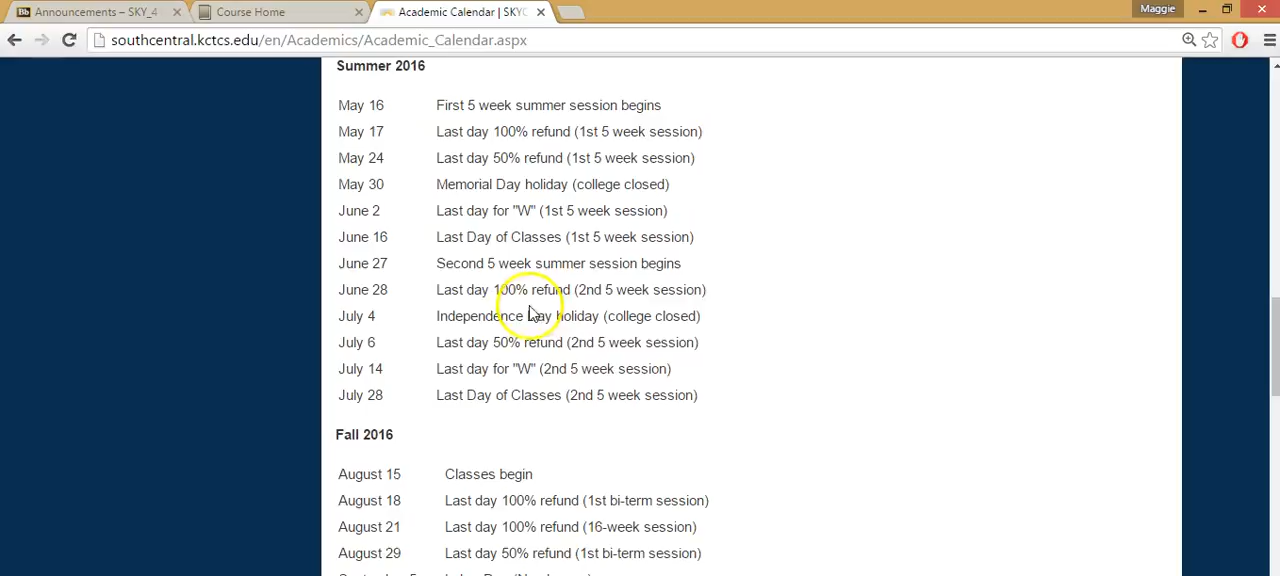 Announcements – SKY_4
Course Home
Academic Calendar | SKYC
Maggie
southcentral.kctcs.edu/en/Academics/Academic_Calendar.aspx
Summer 2016
May 16 First 5 week summer session begins
May 17 Last day 100% refund (1st 5 week session)
May 24 Last day 50% refund (1st 5 week session)
May 30 Memorial Day holiday (college closed)
June 2 Last day for "W" (1st 5 week session)
June 16 Last Day of Classes (1st 5 week session)
June 27 Second 5 week summer session begins
June 28 Last day 100% refund (2nd 5 week session)
July 4 Independence Day holiday (college closed)
July 6 Last day 50% refund (2nd 5 week session)
July 14 Last day for "W" (2nd 5 week session)
July 28 Last Day of Classes (2nd 5 week session)
Fall 2016
August 15 Classes begin
August 18 Last day 100% refund (1st bi-term session)
August 21 Last day 100% refund (16-week session)
August 29 Last day 50% refund (1st bi-term session)